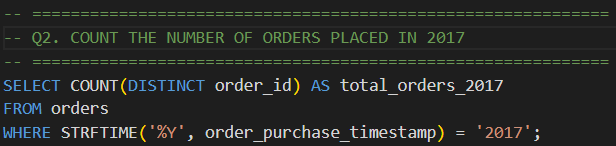 -- ============================================================
-- Q2. COUNT THE NUMBER OF ORDERS PLACED IN 2017
-- ============================================================
SELECT COUNT(DISTINCT order_id) AS total_orders_2017
FROM orders
WHERE STRFTIME('%Y', order_purchase_timestamp) = '2017';